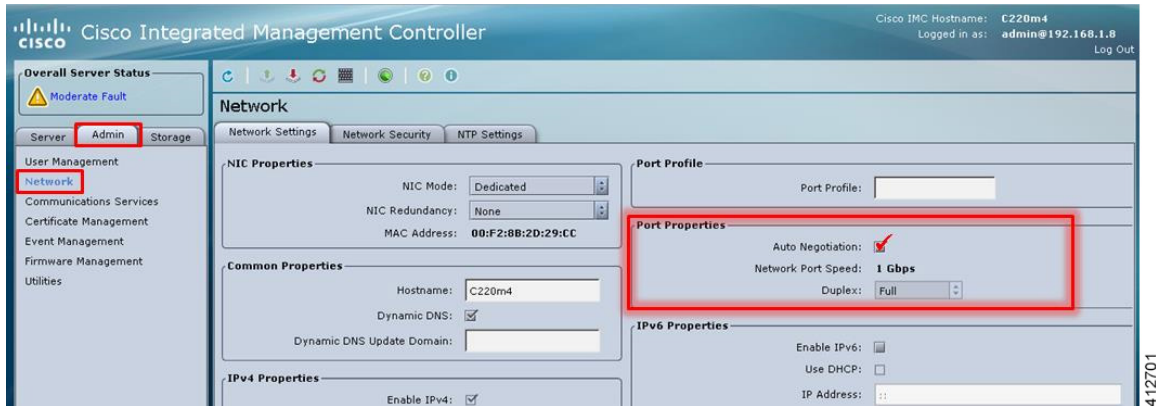 CISCO
Cisco Integrated Management Controller
Cisco IMC Hostname: C220m4
Logged in as: admin@192.168.1.8
Log Out
Overall Server Status
Moderate Fault
Server Admin Storage
User Management
Network
Communications Services
Certificate Management
Event Management
Firmware Management
Utilities
Network
Network Settings Network Security NTP Settings
NIC Properties
NIC Mode: Dedicated
NIC Redundancy: None
MAC Address: 00:F2:8B:2D:29:CC
Common Properties
Hostname: C220m4
Dynamic DNS:
Dynamic DNS Update Domain:
IPv4 Properties
Enable IPv4:
Port Profile
Port Profile:
Port Properties
Auto Negotiation:
Network Port Speed: 1 Gbps
Duplex: Full
IPv6 Properties
Enable IPv6:
Use DHCP:
IP Address: ::
412701